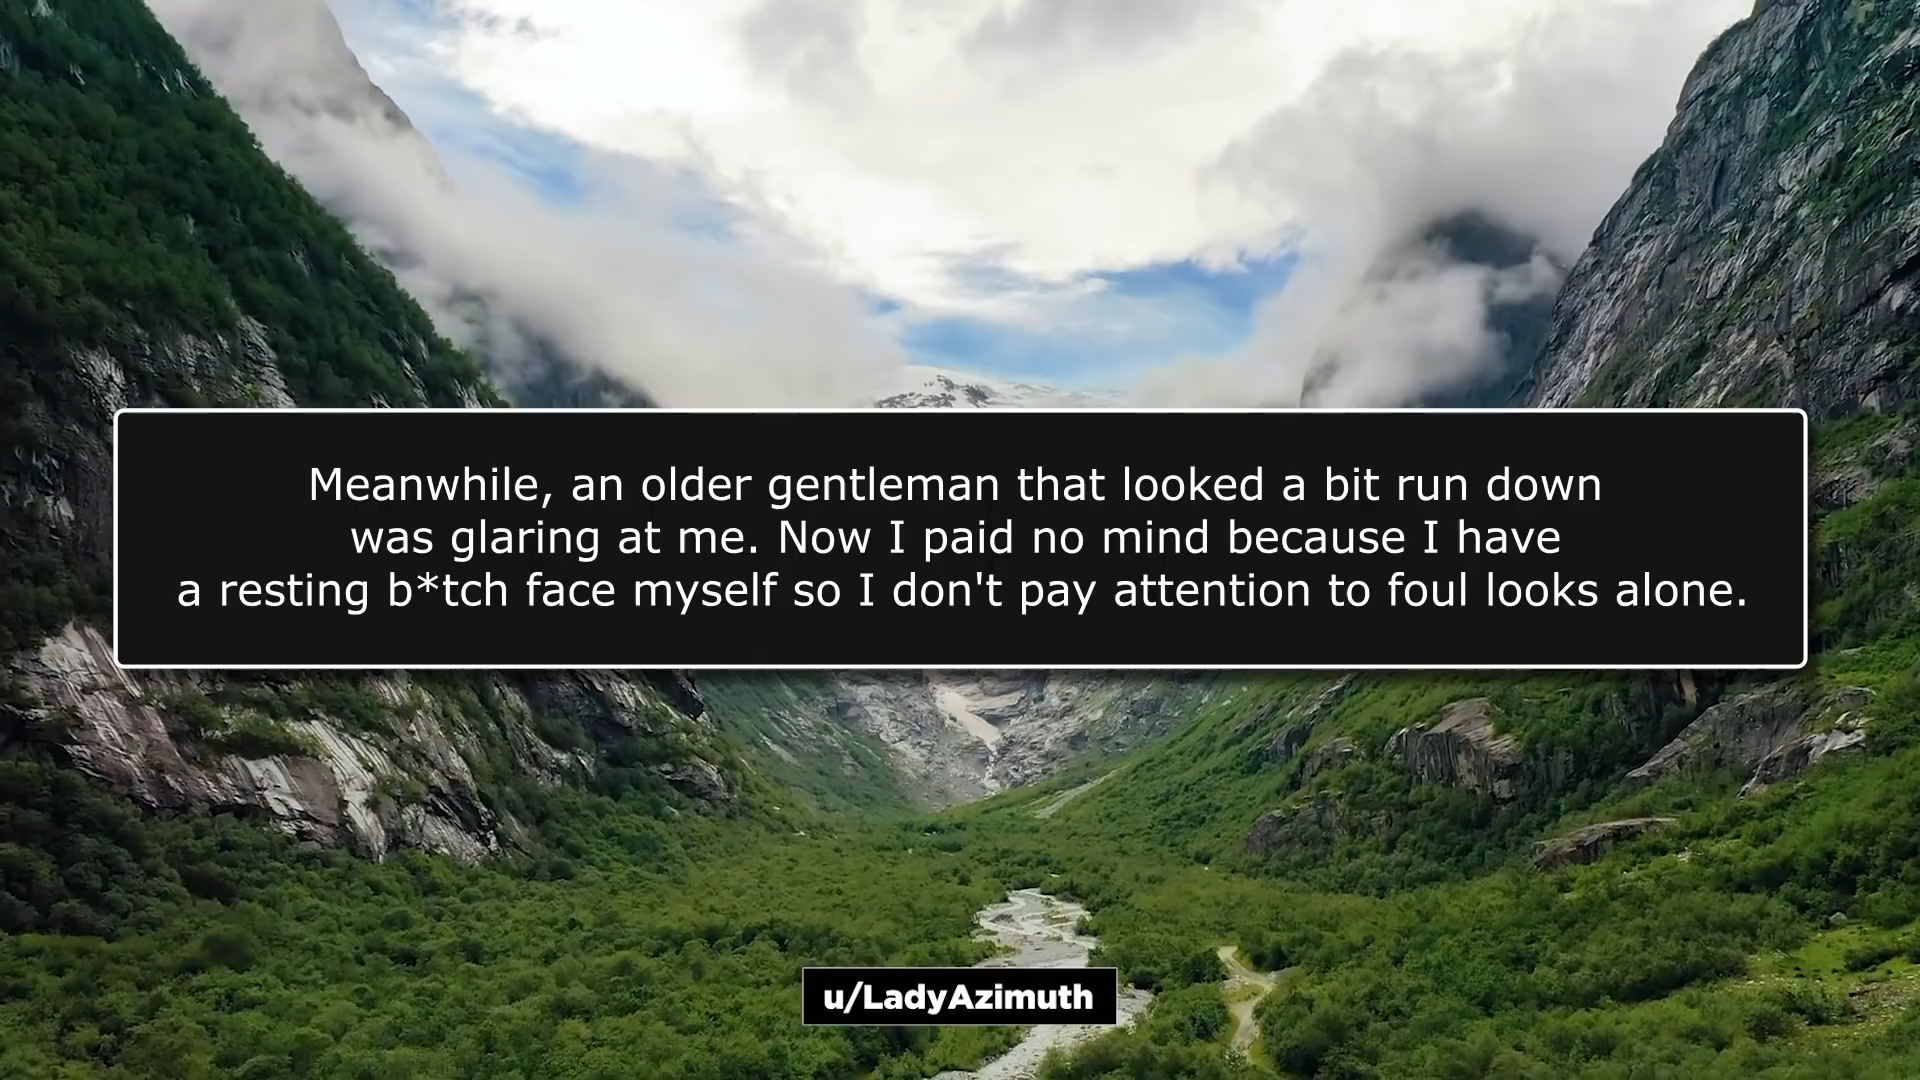 Meanwhile, an older gentleman that looked a bit run down
was glaring at me. Now I paid no mind because I have
a resting b*tch face myself so I don't pay attention to foul looks alone.
u/LadyAzimuth